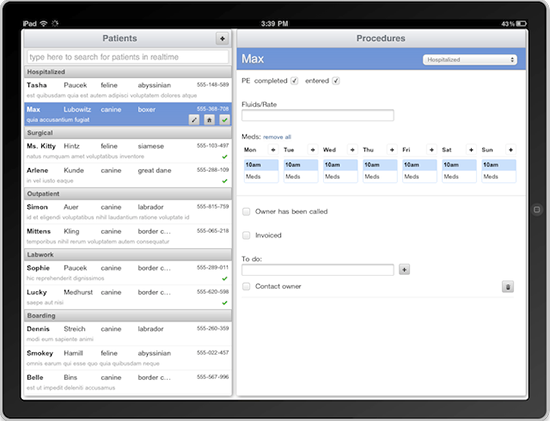 iPad 3:39 PM 43%
Patients
type here to search for patients in realtime
Hospitalized
Tasha Paucek feline abyssinian 555-148-589
est quibusdam quia est autem adipisci voluptatem dolores atque
Max Lubowitz canine boxer 555-368-708
quia accusantium fugiat
Surgical
Ms. Kitty Hintz feline siamese 555-103-497
natus numquam amet voluptatibus inventore
Arlene Kunde canine great dane 555-288-109
in vel iusto eaque
Outpatient
Simon Auer canine labrador 555-815-759
id et eligendi voluptatibus nihil laudantium ratione voluptate id
Mittens Kling canine border c... 555-065-218
temporibus nihil rerum voluptatem autem consequatur
Labwork
Sophie Paucek canine border c... 555-289-011
hic reprehenderit dignissimos
Lucky Medhurst canine border c... 555-620-598
saepe aut nisi
Boarding
Dennis Streich canine labrador 555-260-359
modi eum sapiente animi
Smokey Hamill feline abyssinian 555-022-457
omnis earum qui esse quo quia quibusdam neque
Belle Bins canine border c... 555-567-996
est ut impedit deleniti accusamus
Procedures
Max Hospitalized
PE completed entered
Fluids/Rate
Meds: remove all
Mon Tue Wed Thu Fri Sat Sun
10am 10am 10am 10am 10am 10am 10am
Meds Meds Meds Meds Meds Meds Meds
Owner has been called
Invoiced
To do:
Contact owner